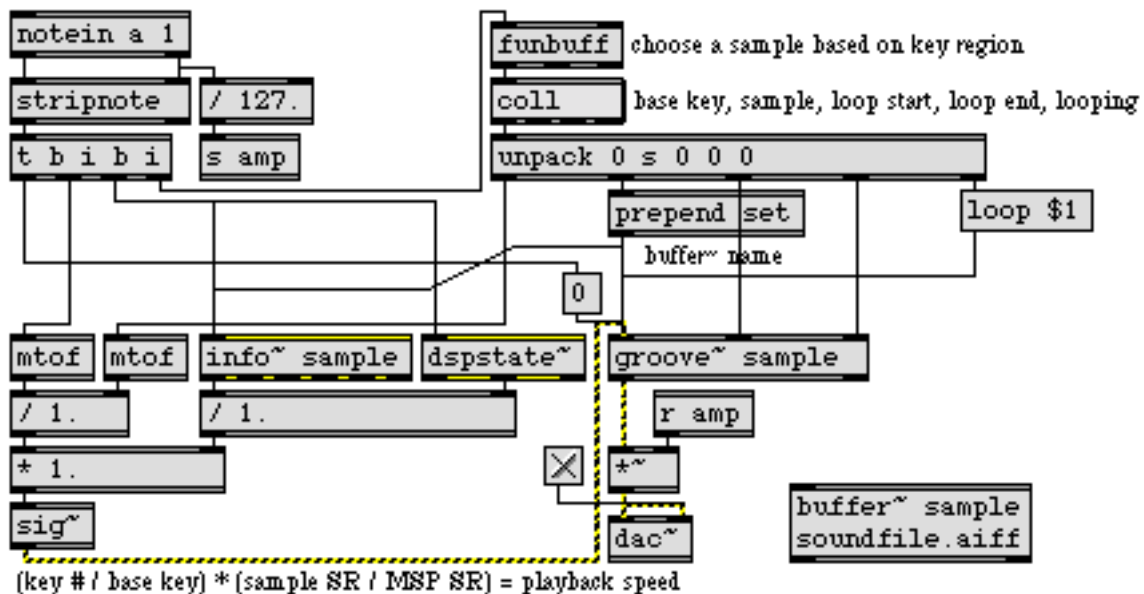 notein a 1
funbuff
choose a sample based on key region
stripnote
/ 127.
coll
base key, sample, loop start, loop end, looping
t b i b i
s amp
unpack 0 s 0 0 0
prepend set
loop $1
buffer~ name
0
mtof
mtof
info~ sample
dspstate~
groove~ sample
/ 1.
/ 1.
r amp
* 1.
*~
sig~
dac~
buffer~ sample
soundfile.aiff
(key # / base key) * (sample SR / MSP SR) = playback speed